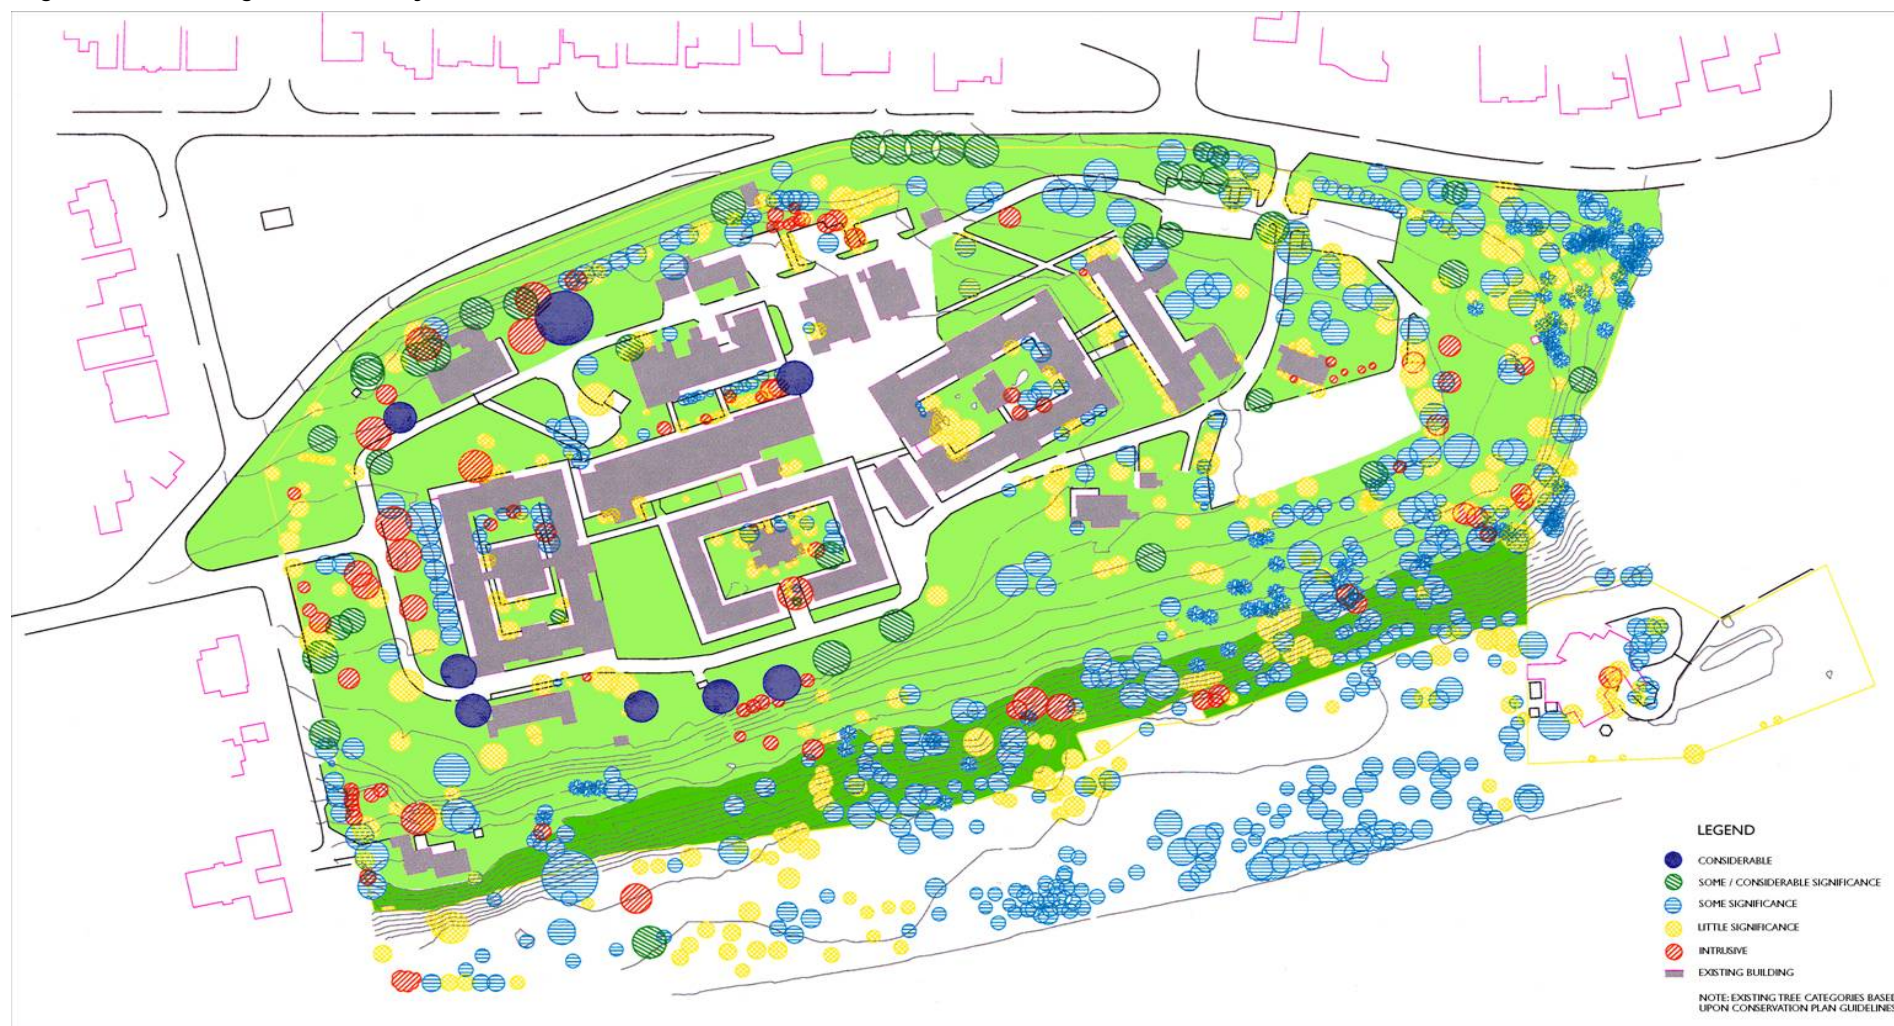 LEGEND
CONSIDERABLE
SOME / CONSIDERABLE SIGNIFICANCE
SOME SIGNIFICANCE
LITTLE SIGNIFICANCE
INTRUSIVE
EXISTING BUILDING
NOTE: EXISTING TREE CATEGORIES BASED
UPON CONSERVATION PLAN GUIDELINES